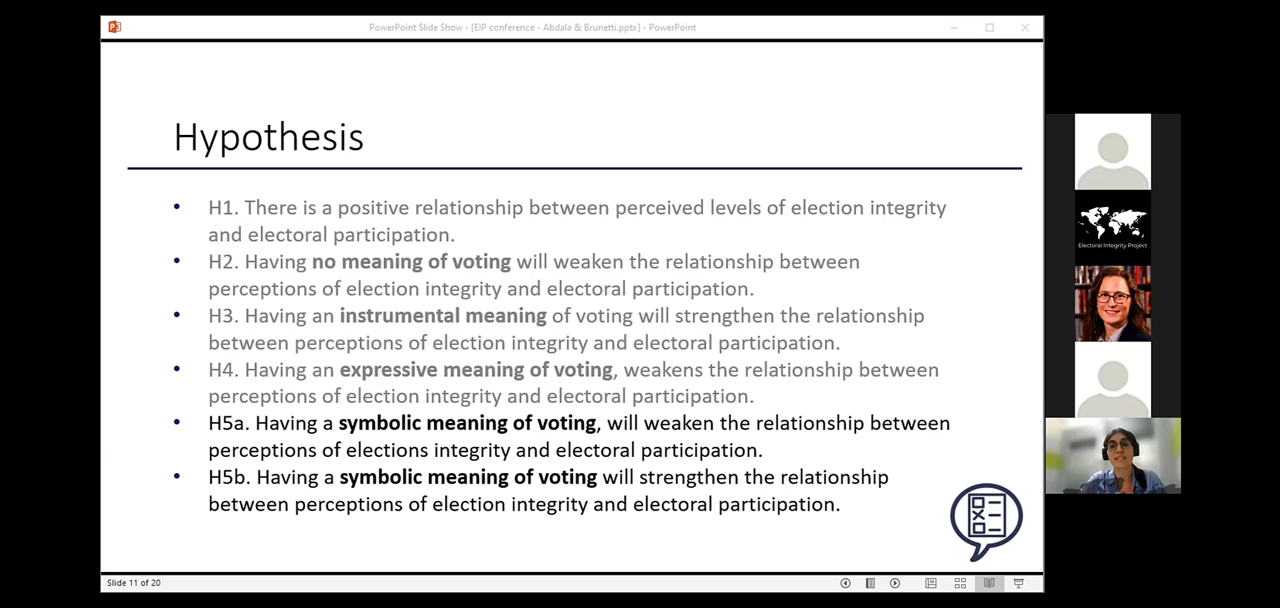 PowerPoint Slide Show - [EIP conference - Abdala & Brunetti.pptx] - PowerPoint
Hypothesis
• H1. There is a positive relationship between perceived levels of election integrity
and electoral participation.
• H2. Having no meaning of voting will weaken the relationship between
perceptions of election integrity and electoral participation.
• H3. Having an instrumental meaning of voting will strengthen the relationship
between perceptions of election integrity and electoral participation.
• H4. Having an expressive meaning of voting, weakens the relationship between
perceptions of election integrity and electoral participation.
• H5a. Having a symbolic meaning of voting, will weaken the relationship between
perceptions of elections integrity and electoral participation.
• H5b. Having a symbolic meaning of voting will strengthen the relationship
between perceptions of election integrity and electoral participation.
Electoral Integrity Project
Slide 11 of 20